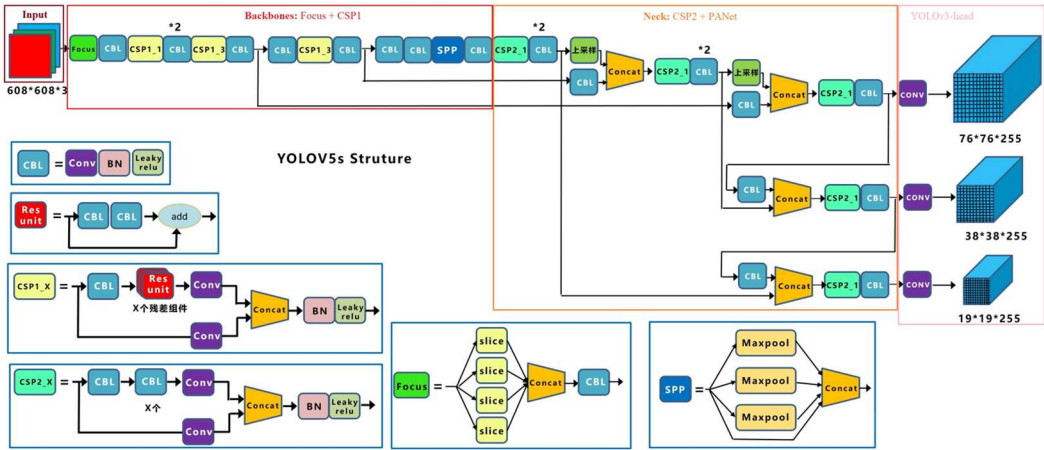 Input
Backbones: Focus + CSP1
Neck: CSP2 + PANet
YOLOv3-head
*2
*2
*2
Focus CBL CSP1_1 CBL CSP1_3 CBL CBL CSP1_3 CBL CBL CBL SPP CBL CSP2_1 CBL 上采样
CBL Concat CSP2_1 CBL 上采样
CBL Concat CSP2_1 CBL CONV
608*608*3
76*76*255
YOLOV5s Struture
CBL = Conv BN Leaky relu
CBL Concat CSP2_1 CBL CONV
38*38*255
Res unit = CBL CBL add
CBL Concat CSP2_1 CBL CONV
19*19*255
CSP1_X = CBL Res unit Conv
X个残差组件
Concat BN Leaky relu
Conv
CSP2_X = CBL CBL Conv
X个
Concat BN Leaky relu
Conv
Focus = slice
slice
slice
slice
Concat CBL
SPP = Maxpool
Maxpool
Maxpool
Concat